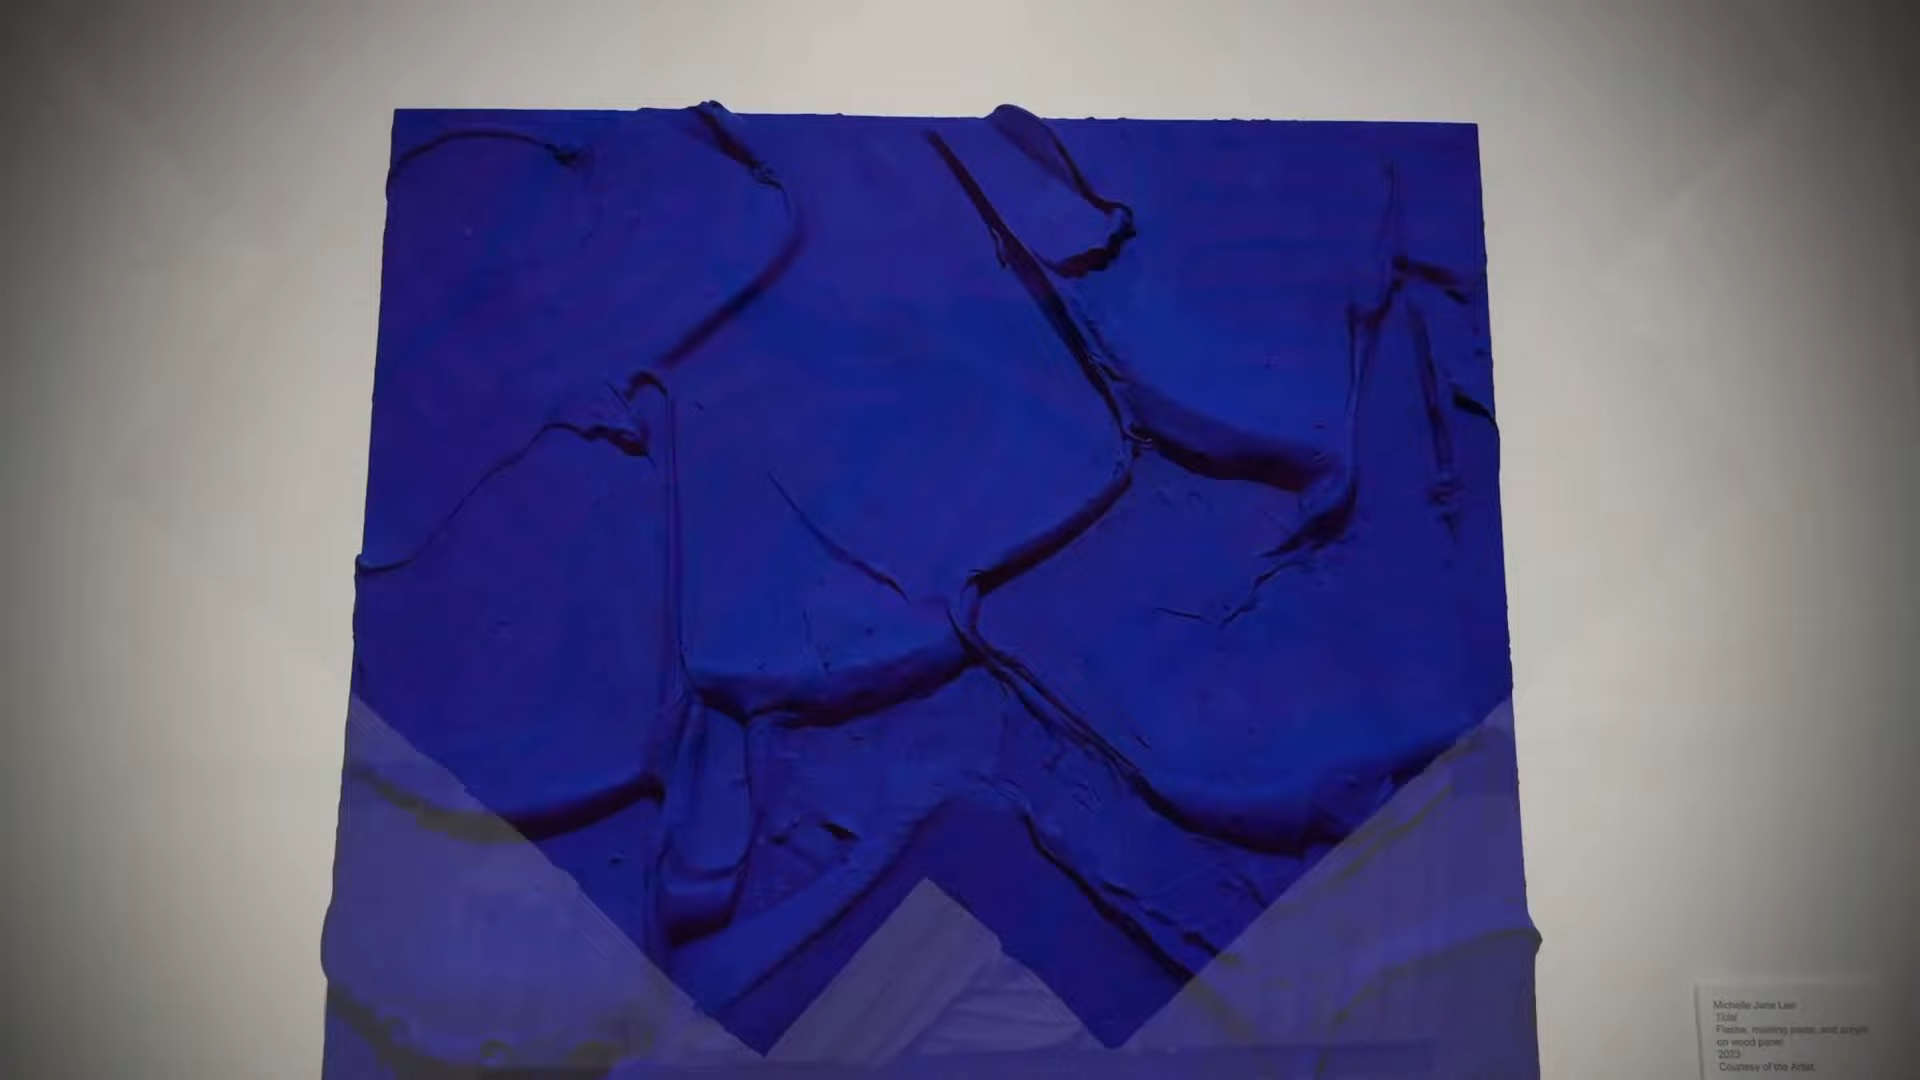 Michelle Jane Lee
Tidal
Flashe, molding paste, and acrylic
on wood panel
2023
Courtesy of the Artist.